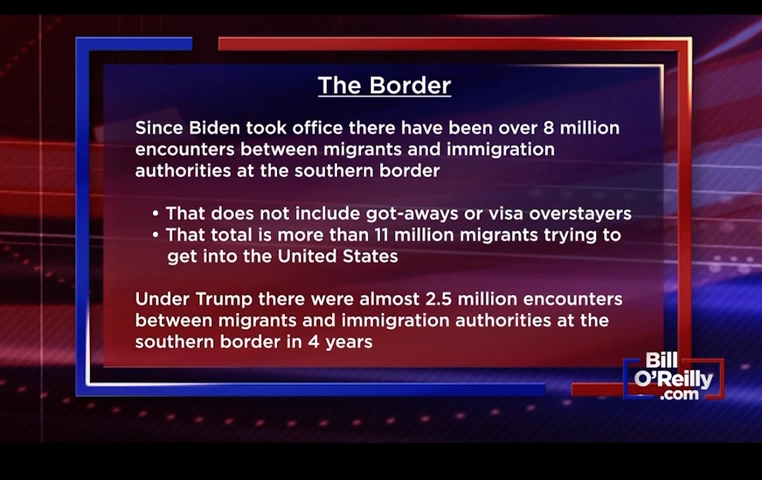 The Border
Since Biden took office there have been over 8 million
encounters between migrants and immigration
authorities at the southern border
• That does not include got-aways or visa overstayers
• That total is more than 11 million migrants trying to
get into the United States
Under Trump there were almost 2.5 million encounters
between migrants and immigration authorities at the
southern border in 4 years
Bill
O'Reilly
.com